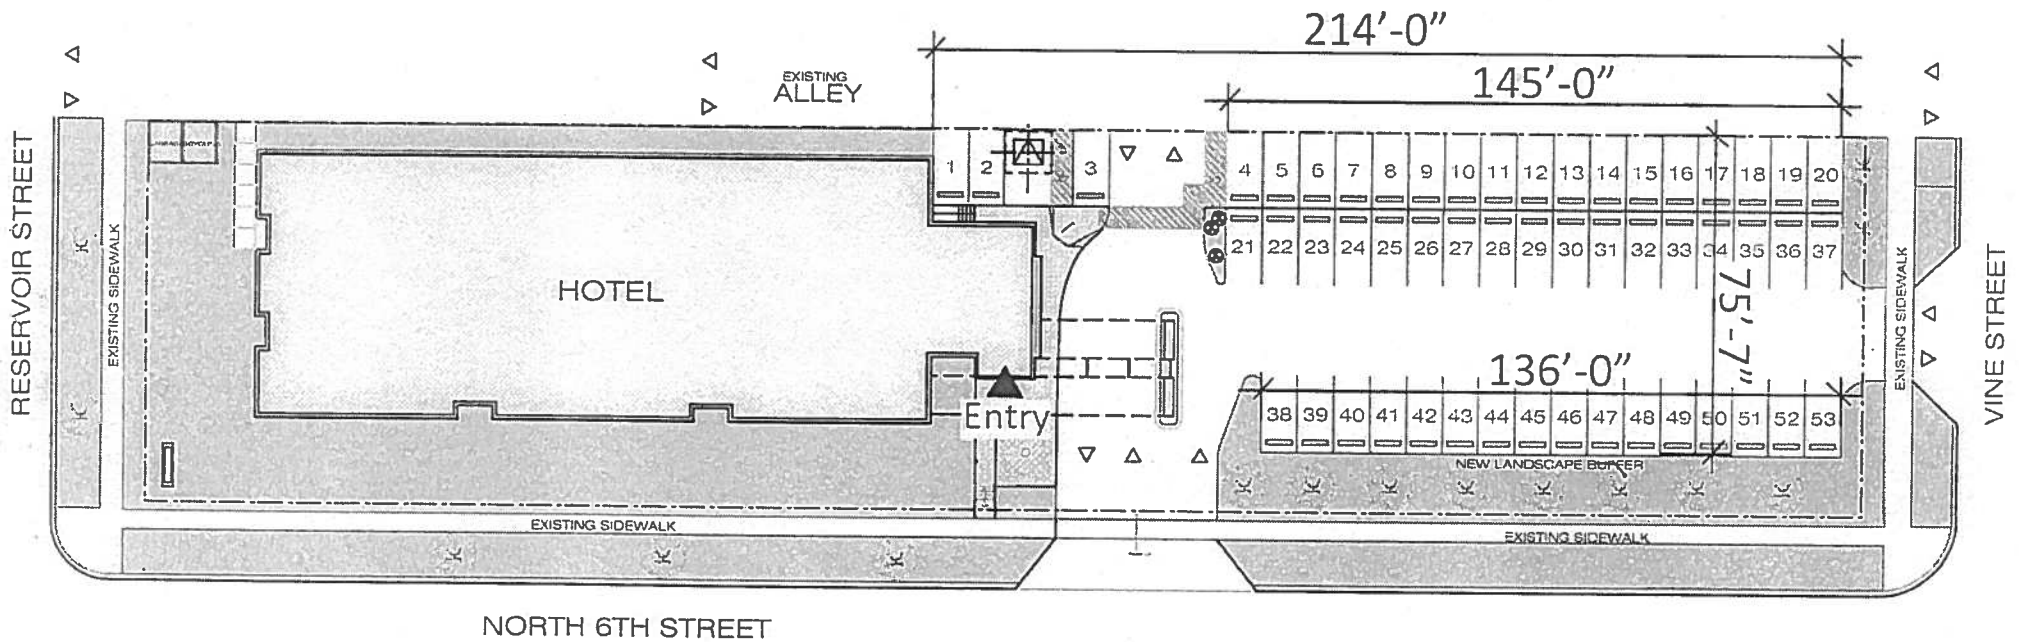 214’-0”
145’-0”
EXISTING
ALLEY
RESERVOIR STREET
EXISTING SIDEWALK
1 2 3 4 5 6 7 8 9 10 11 12 13 14 15 16 17 18 19 20
21 22 23 24 25 26 27 28 29 30 31 32 33 34 35 36 37
HOTEL
75’-7”
136’-0”
EXISTING SIDEWALK
VINE STREET
Entry
38 39 40 41 42 43 44 45 46 47 48 49 50 51 52 53
NEW LANDSCAPE BUFFER
EXISTING SIDEWALK
EXISTING SIDEWALK
NORTH 6TH STREET